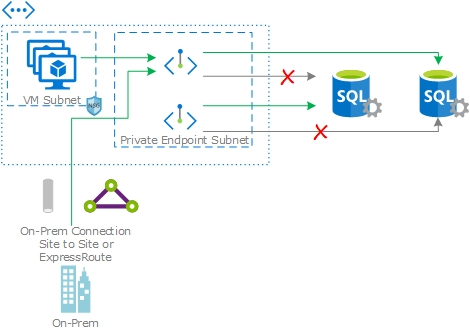 SQL
SQL
VM Subnet
NSG
Private Endpoint Subnet
On-Prem Connection
Site to Site or
ExpressRoute
On-Prem